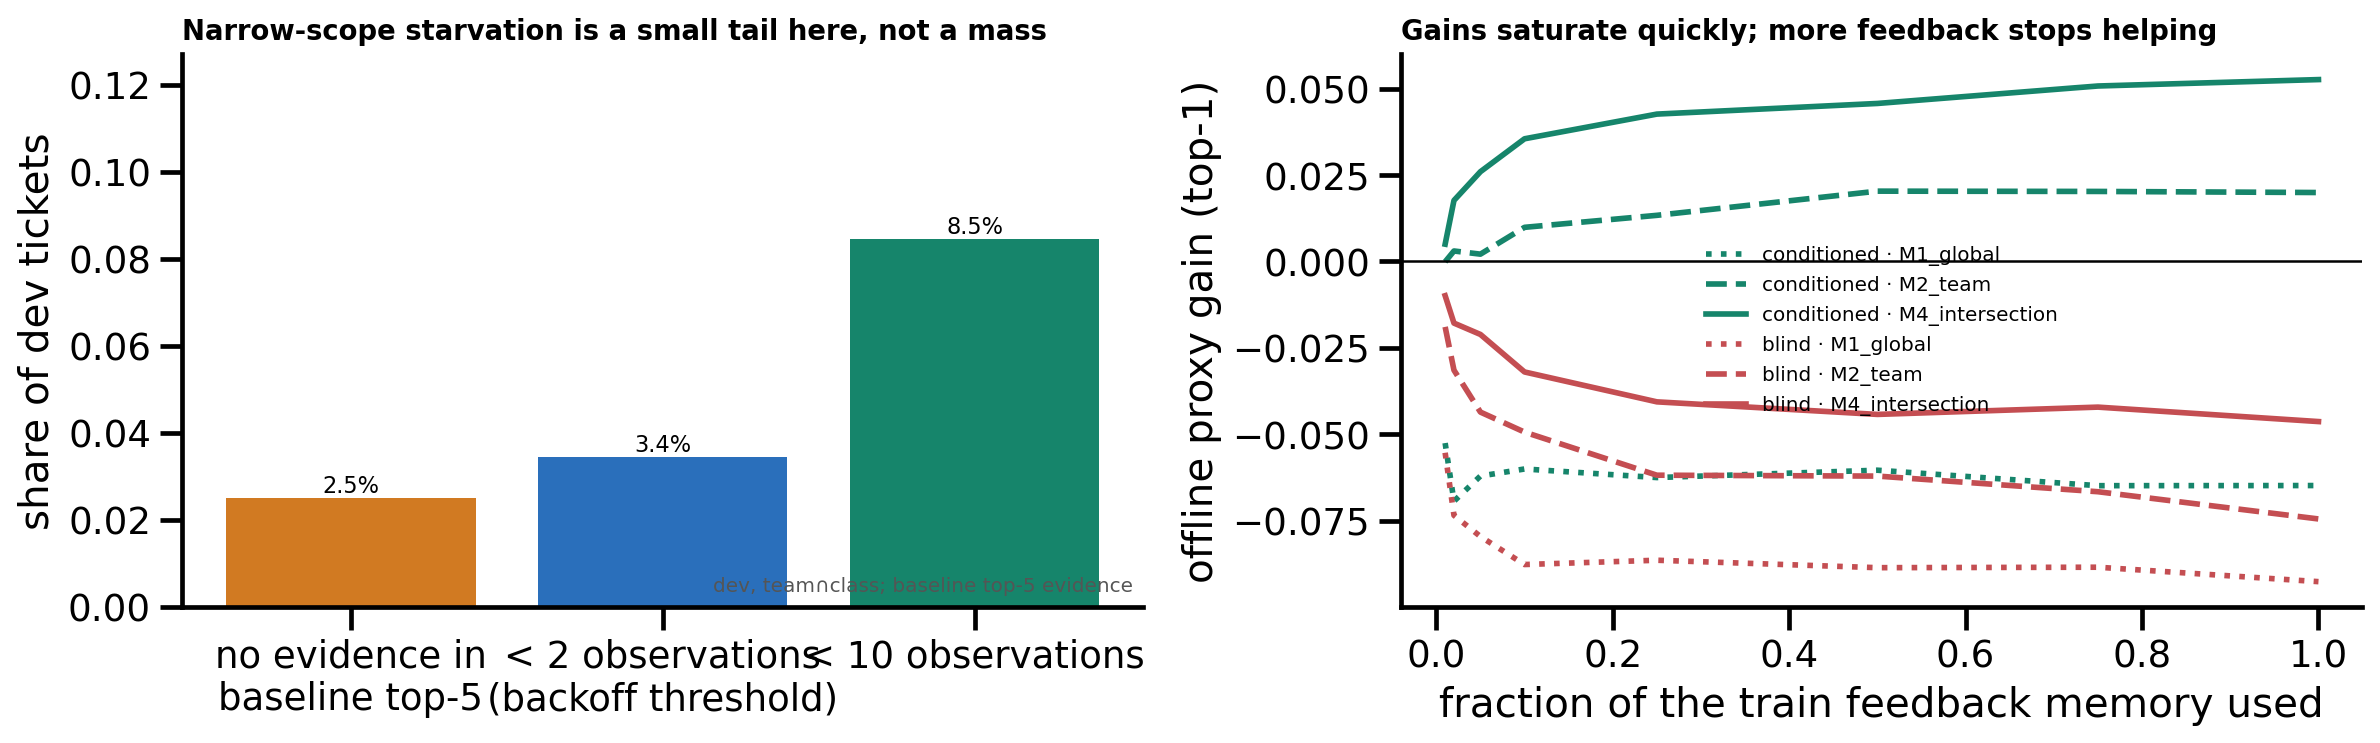 Narrow-scope starvation is a small tail here, not a mass
share of dev tickets
0.12
0.10
0.08
0.06
0.04
0.02
0.00
2.5%
3.4%
8.5%
dev, team∩class; baseline top-5 evidence
no evidence in
baseline top-5
< 2 observations
(backoff threshold)
< 10 observations
Gains saturate quickly; more feedback stops helping
offline proxy gain (top-1)
0.050
0.025
0.000
−0.025
−0.050
−0.075
conditioned · M1_global
conditioned · M2_team
conditioned · M4_intersection
blind · M1_global
blind · M2_team
blind · M4_intersection
0.0
0.2
0.4
0.6
0.8
1.0
fraction of the train feedback memory used